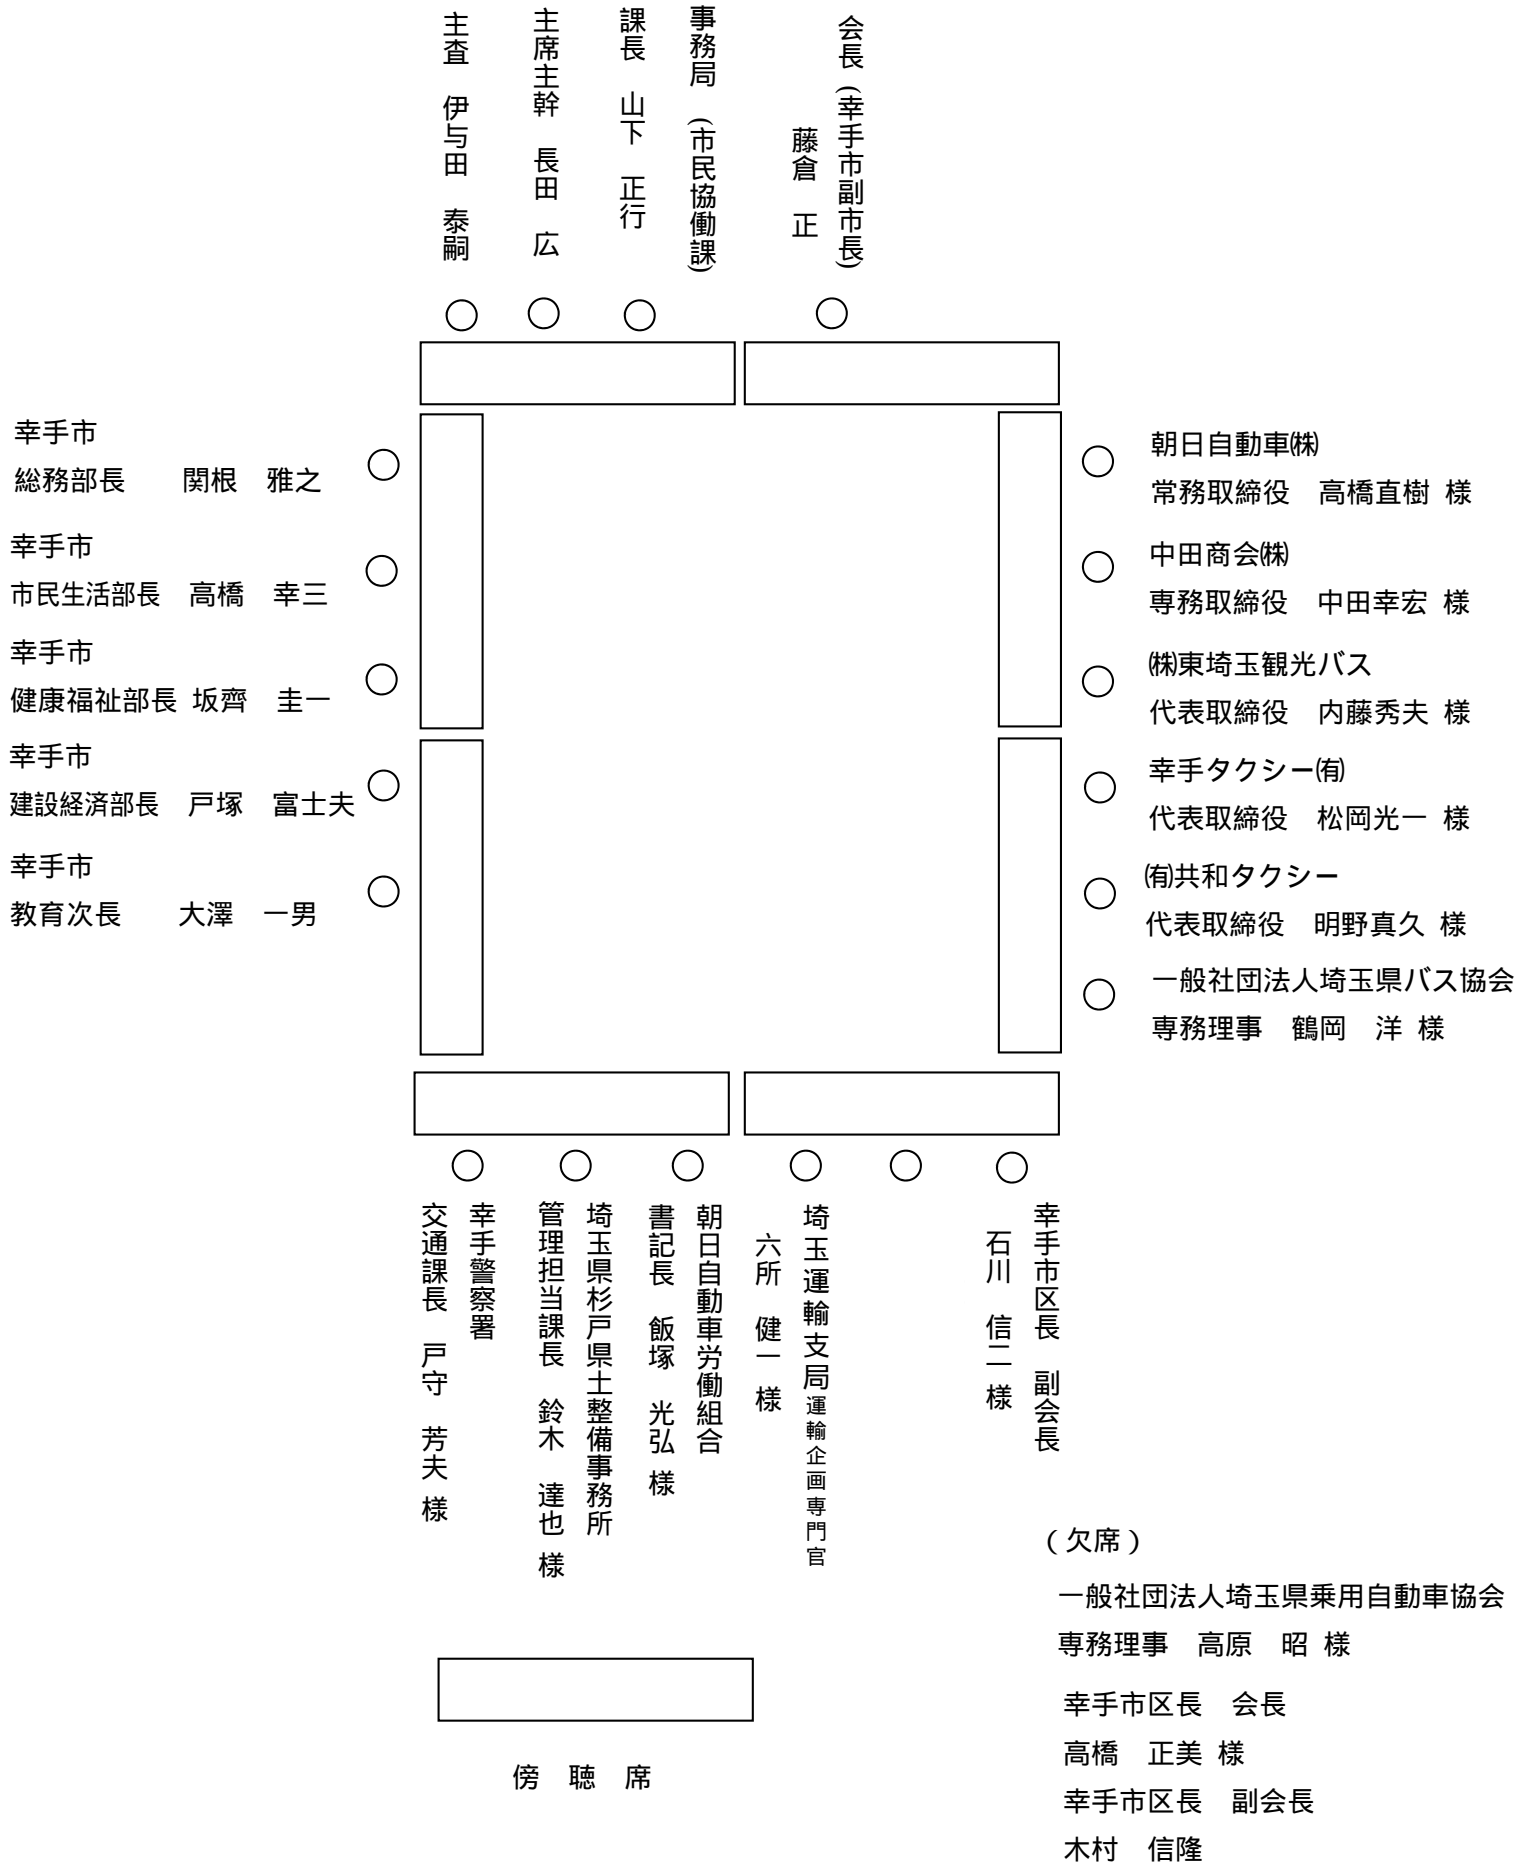 会長(幸手市副市長)
藤倉　正
事務局　(市民協働課)
課長　山下　正行
主席主幹　長田　広
主査　伊与田　泰嗣
幸手市
総務部長　　関根　雅之
幸手市
市民生活部長　高橋　幸三
幸手市
健康福祉部長 坂齊　圭一
幸手市
建設経済部長　戸塚　富士夫
幸手市
教育次長　　大澤　一男
朝日自動車㈱
常務取締役　高橋直樹 様
中田商会㈱
専務取締役　中田幸宏 様
㈱東埼玉観光バス
代表取締役　内藤秀夫 様
幸手タクシー㈲
代表取締役　松岡光一 様
㈲共和タクシー
代表取締役　明野真久 様
一般社団法人埼玉県バス協会
専務理事　鶴岡　洋 様
幸手市区長　副会長
石川　信二 様
埼玉運輸支局運輸企画専門官
六所　健一 様
朝日自動車労働組合
書記長　飯塚　光弘 様
埼玉県杉戸県土整備事務所
管理担当課長　鈴木　達也 様
幸手警察署
交通課長　戸守　芳夫 様
（欠席）
一般社団法人埼玉県乗用自動車協会
専務理事　高原　昭 様
幸手市区長　会長
高橋　正美 様
幸手市区長　副会長
木村　信隆
傍　聴　席